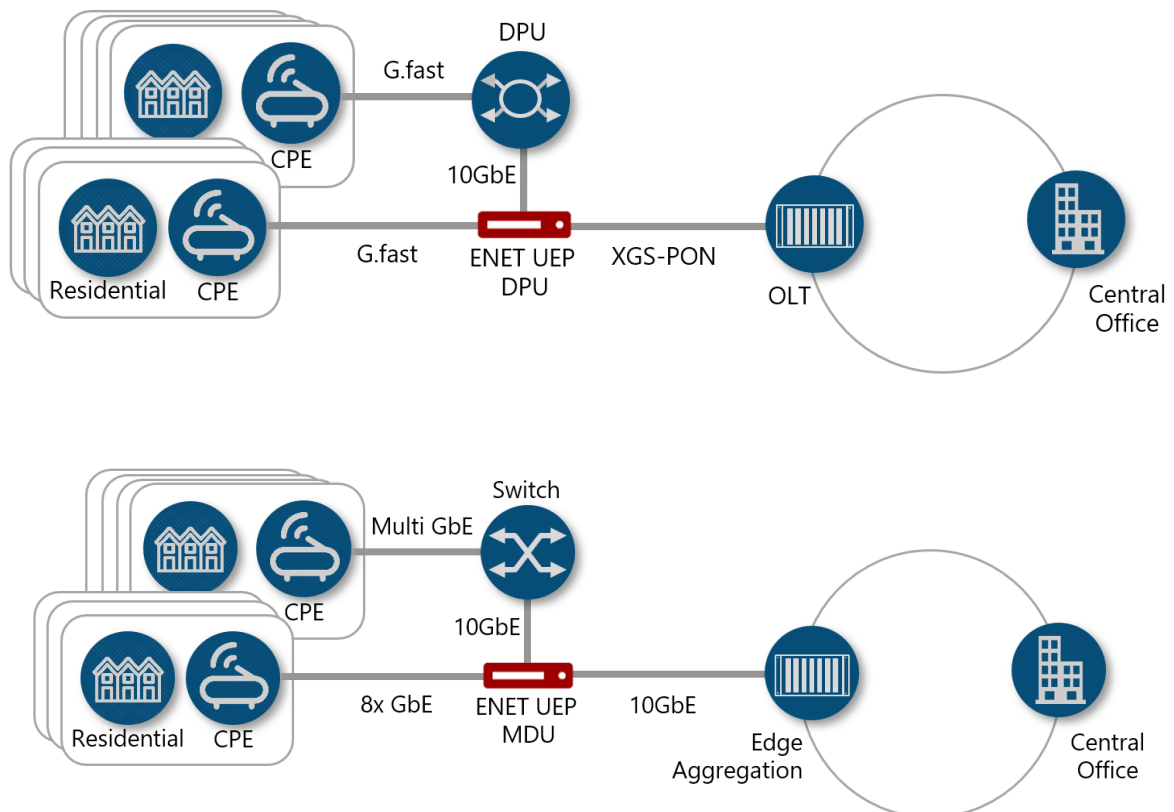 DPU
G.fast
CPE
10GbE
G.fast
ENET UEP
DPU
XGS-PON
Residential
CPE
OLT
Central
Office
Switch
Multi GbE
CPE
10GbE
8x GbE
ENET UEP
MDU
10GbE
Residential
CPE
Edge
Aggregation
Central
Office